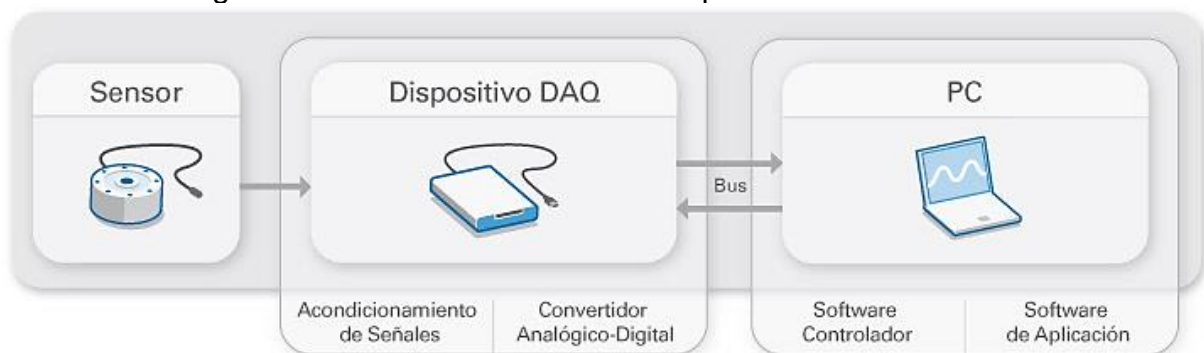 Sensor
Dispositivo DAQ
PC
Bus
Acondicionamiento
de Señales
Convertidor
Analógico-Digital
Software
Controlador
Software
de Aplicación